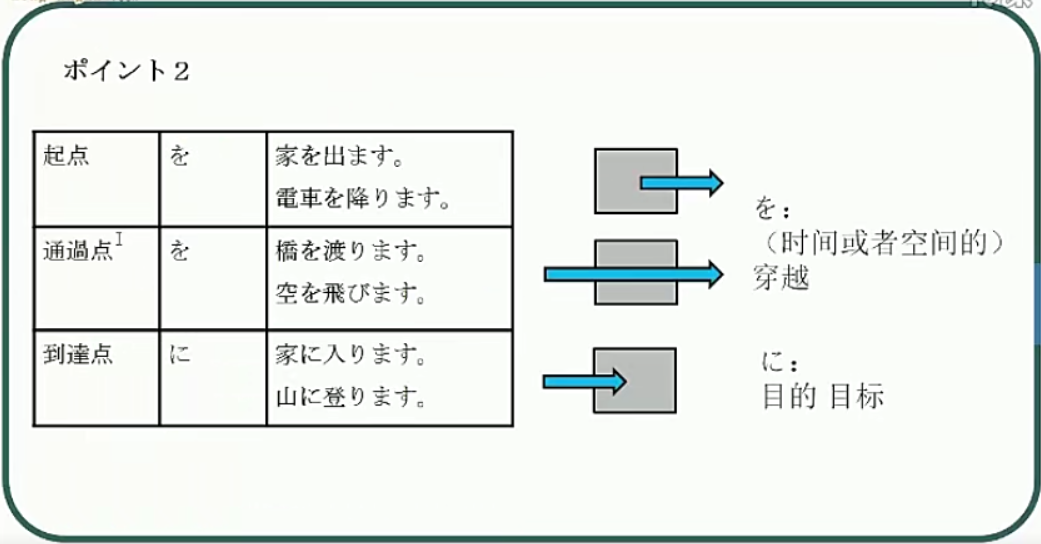 ポイント２
起点
を
家を出ます。
電車を降ります。
通過点
を
橋を渡ります。
空を飛びます。
到達点
に
家に入ります。
山に登ります。
を：
（时间或者空间的）
穿越
に：
目的 目标